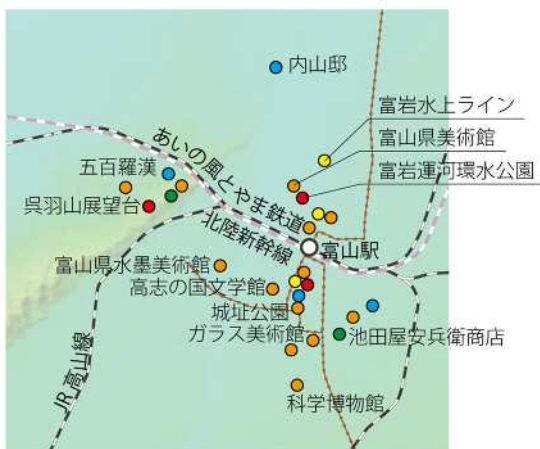 内山邸
富岩水上ライン
富山県美術館
富岩運河環水公園
あいの風とやま鉄道
五百羅漢
呉羽山展望台
北陸新幹線
富山駅
富山県水墨美術館
高志の国文学館
城址公園
ガラス美術館
池田屋安兵衛商店
JR高山線
科学博物館